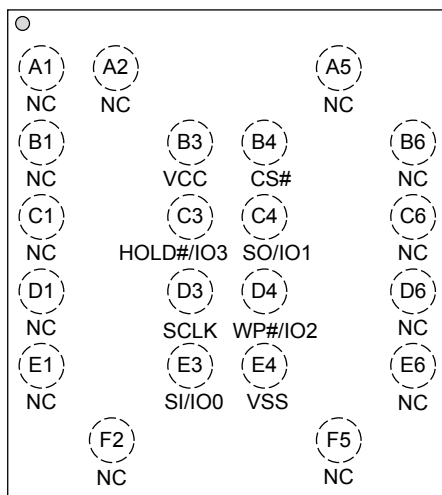 A1 A2 A5
NC NC NC
B1 B3 B4 B6
NC VCC CS# NC
C1 C3 C4 C6
NC HOLD#/IO3 SO/IO1 NC
D1 D3 D4 D6
NC SCLK WP#/IO2 NC
E1 E3 E4 E6
NC SI/IO0 VSS NC
F2 F5
NC NC